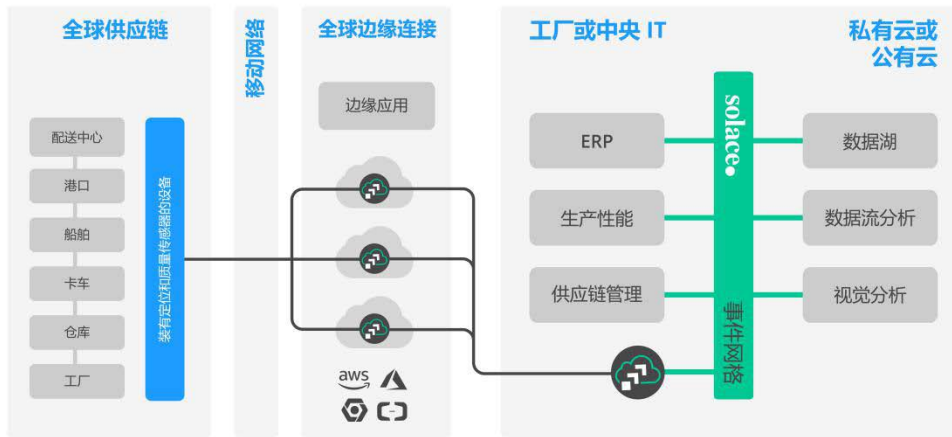 全球供应链
移动网络
全球边缘连接
工厂或中央 IT
私有云或
公有云
配送中心
港口
船舶
卡车
仓库
工厂
装有定位和质量传感器的设备
边缘应用
aws
ERP
生产性能
供应链管理
solace.
事件网格
数据湖
数据流分析
视觉分析